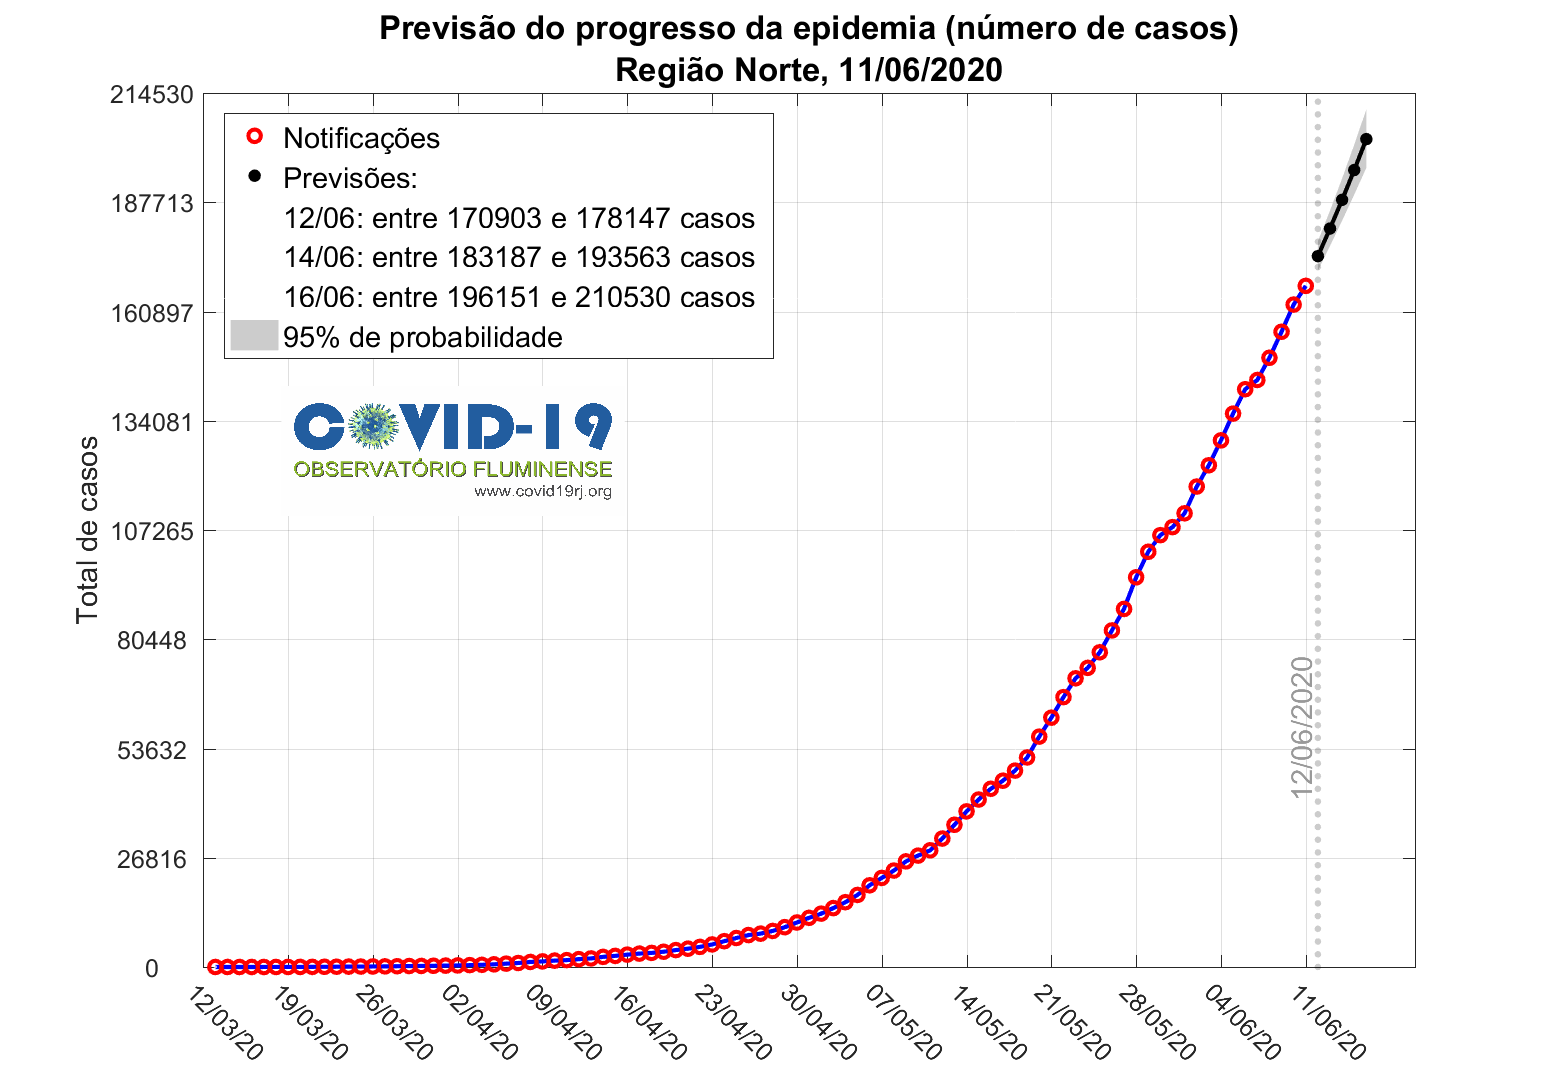 Previsão do progresso da epidemia (número de casos)
Região Norte, 11/06/2020
214530
187713
160897
134081
107265
80448
53632
26816
0
Total de casos
Notificações
Previsões:
12/06: entre 170903 e 178147 casos
14/06: entre 183187 e 193563 casos
16/06: entre 196151 e 210530 casos
95% de probabilidade
COVID-19
OBSERVATÓRIO FLUMINENSE
www.covid19rj.org
12/06/2020
12/03/20
19/03/20
26/03/20
02/04/20
09/04/20
16/04/20
23/04/20
30/04/20
07/05/20
14/05/20
21/05/20
28/05/20
04/06/20
11/06/20